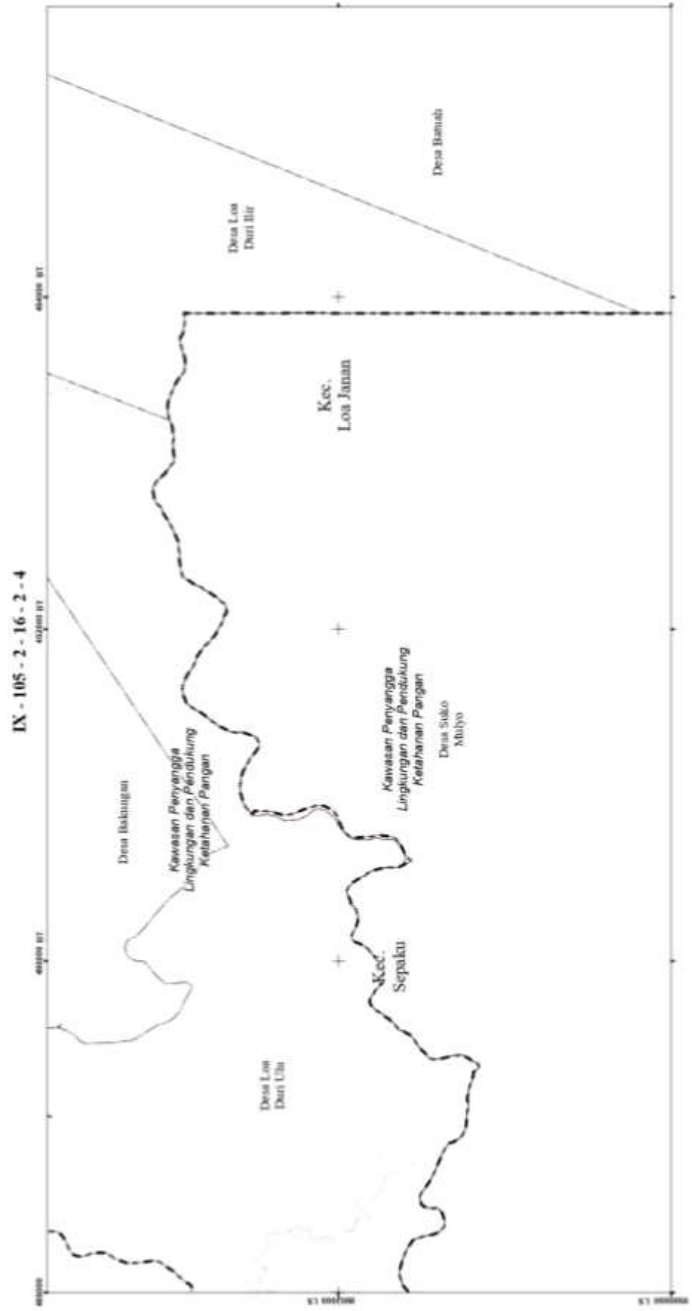 IX - 105 - 2 - 16 - 2 - 4
Desa Bakungan
Kawasan Penyangga
Lingkungan dan Pendukung
Ketahanan Pangan
Desa Loa
Duri Ilir
Desa Loa
Duri Ulu
Kec.
Loa Janan
Kec.
Sepaku
Kawasan Penyangga
Lingkungan dan Pendukung
Ketahanan Pangan
Desa Suko
Mulyo